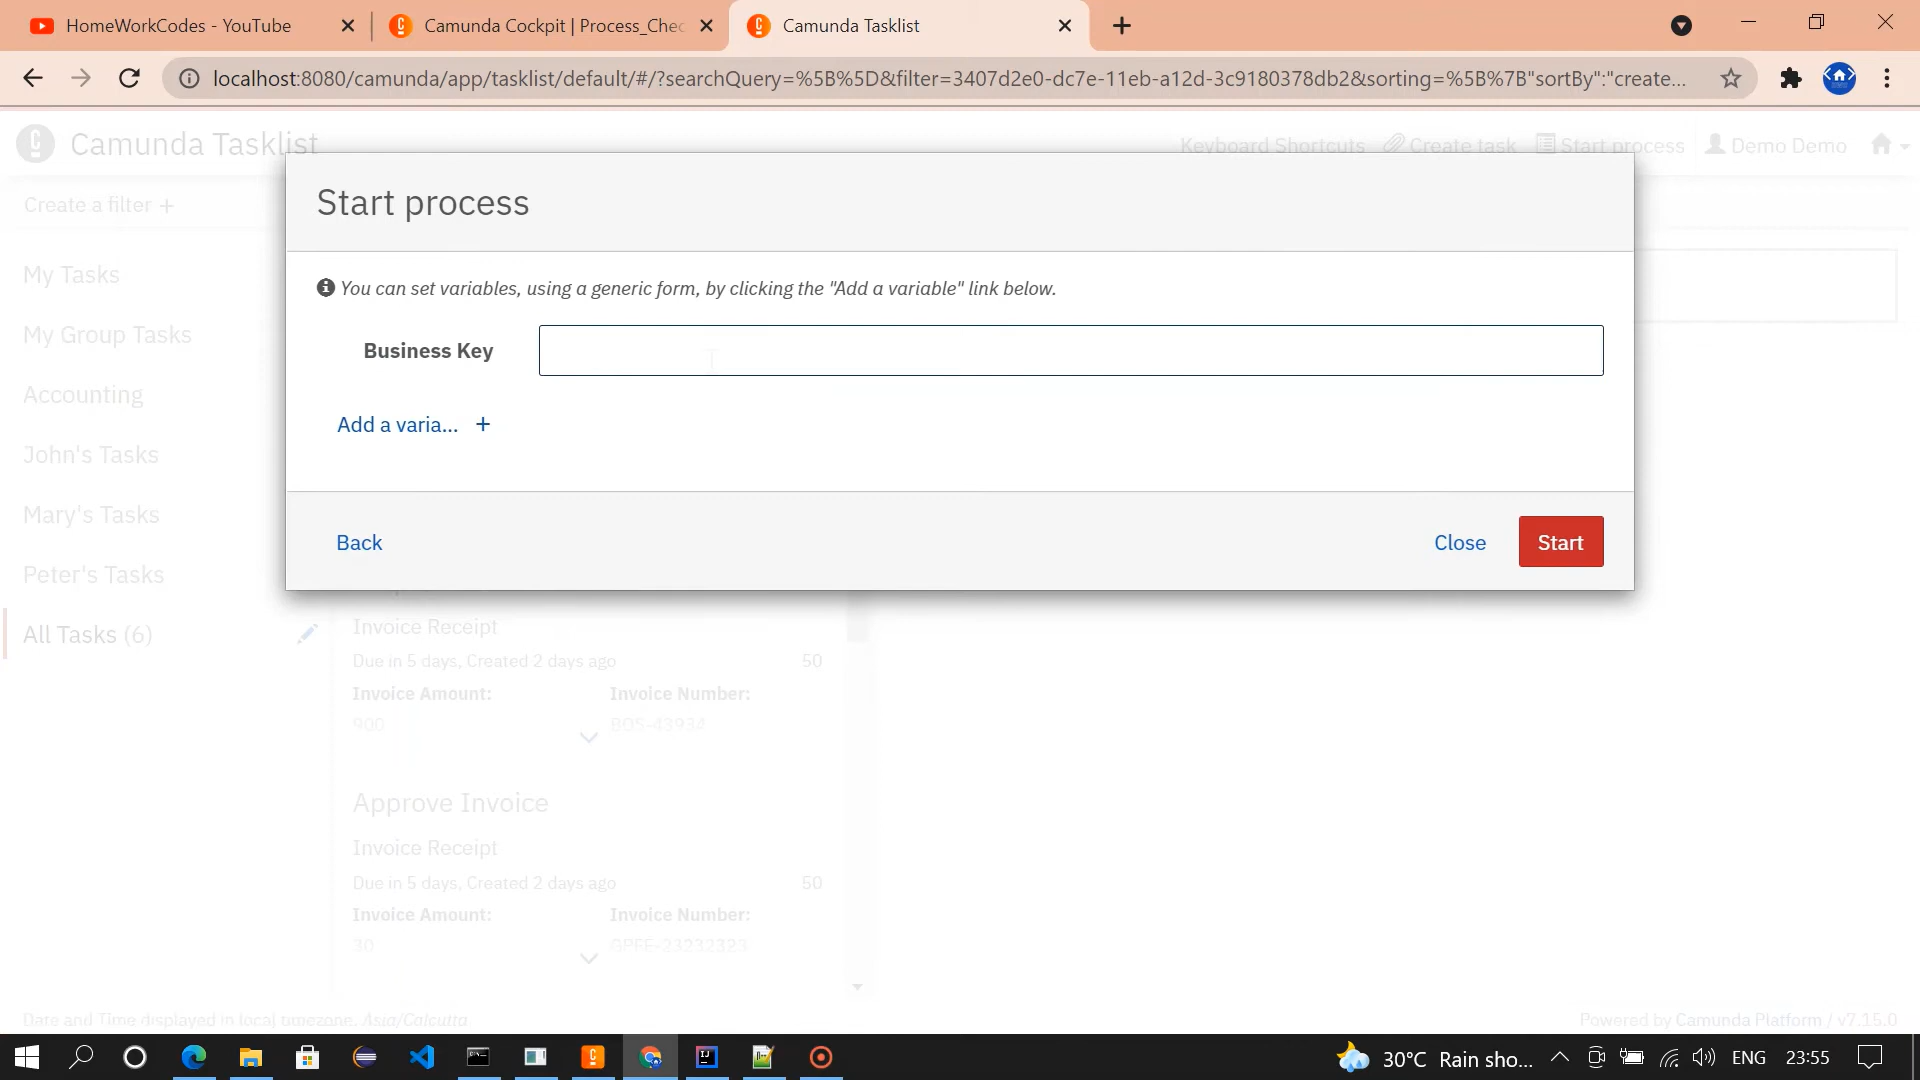 HomeWorkCodes - YouTube
Camunda Cockpit | Process_Chec
Camunda Tasklist
localhost:8080/camunda/app/tasklist/default/#/?searchQuery=%5B%5D&filter=3407d2e0-dc7e-11eb-a12d-3c9180378db2&sorting=%5B%7B"sortBy":"create...
Camunda Tasklist
Keyboard Shortcuts Create task Start process Demo Demo
Create a filter +
Start process
You can set variables, using a generic form, by clicking the "Add a variable" link below.
Business Key
Add a varia... +
Back
Close
Start
My Tasks
My Group Tasks
Accounting
John's Tasks
Mary's Tasks
Peter's Tasks
All Tasks (6)
Invoice Receipt
Due in 5 days, Created 2 days ago 50
Invoice Amount: Invoice Number:
900 BOS-43934
Approve Invoice
Invoice Receipt
Due in 5 days, Created 2 days ago 50
Invoice Amount: Invoice Number:
30 GPFE-23232323
Date and Time displayed in local timezone. Asia/Calcutta
Powered by Camunda Platform / v7.15.0
30°C Rain sho... ENG 23:55